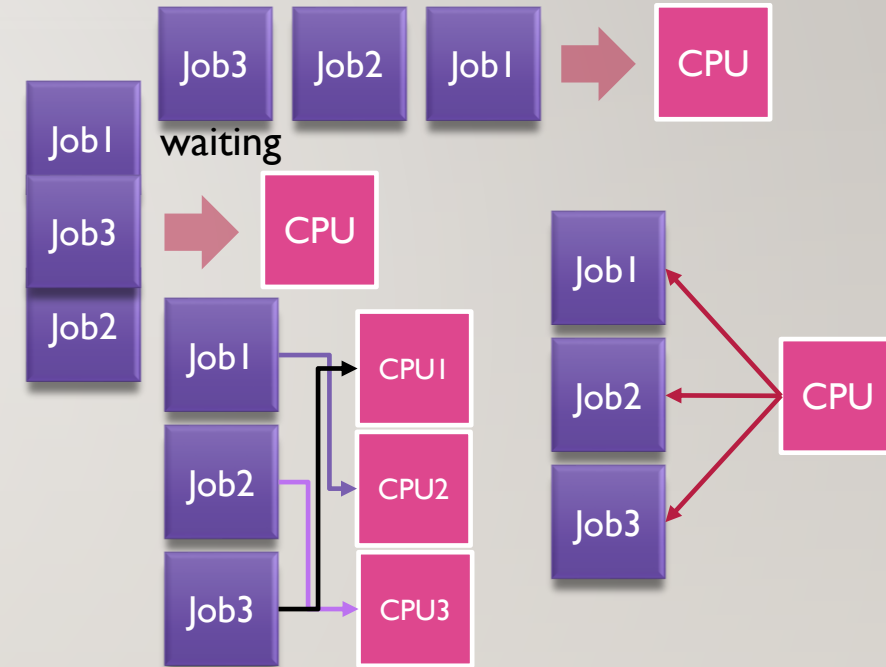 Job3 Job2 Job1 CPU
waiting
Job1
Job3 CPU
Job2
Job1 CPU1
Job2 CPU2
Job3 CPU3
Job1
Job2 CPU
Job3